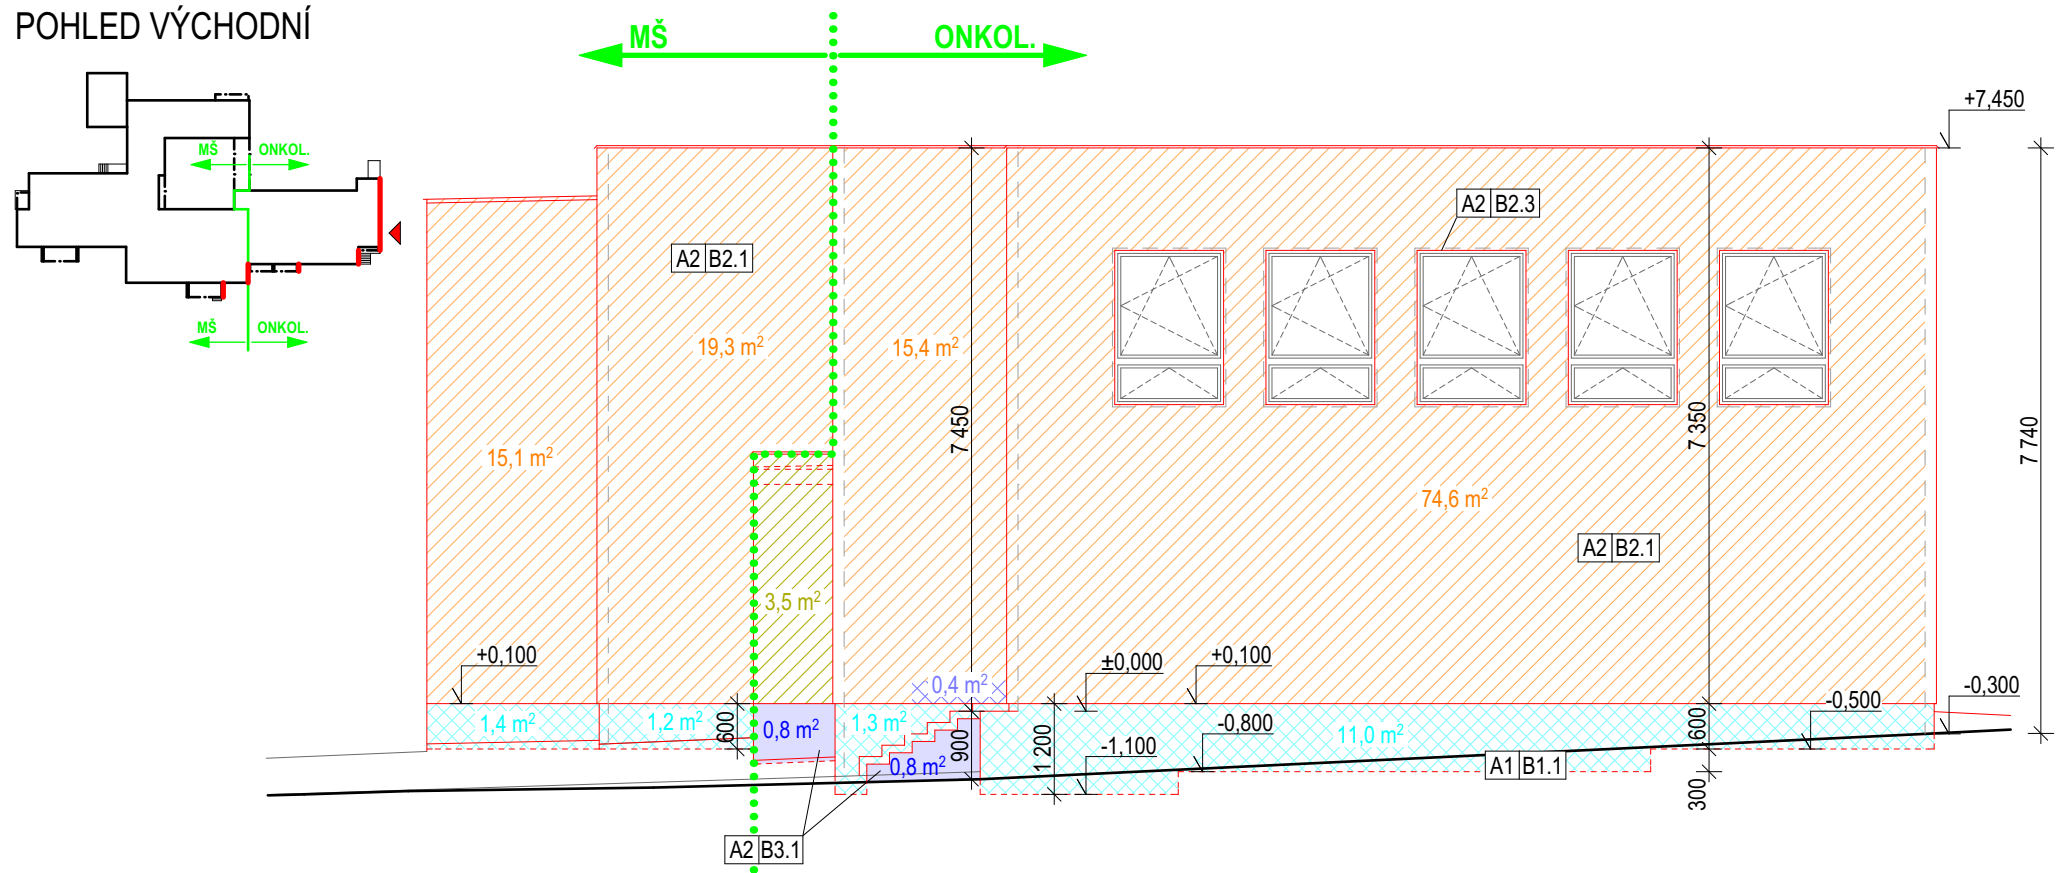 POHLED VÝCHODNÍ
MŠ
ONKOL.
MŠ
ONKOL.
MŠ
ONKOL.
+7,450
A2 B2.3
A2 B2.1
19,3 m²
15,4 m²
7 450
7 350
7 740
15,1 m²
74,6 m²
A2 B2.1
3,5 m²
+0,100
0,4 m²
±0,000
+0,100
-0,300
-0,500
1,4 m²
1,2 m²
600
0,8 m²
1,3 m²
900
1 200
-0,800
11,0 m²
600
-1,100
0,8 m²
A1 B1.1
300
A2 B3.1